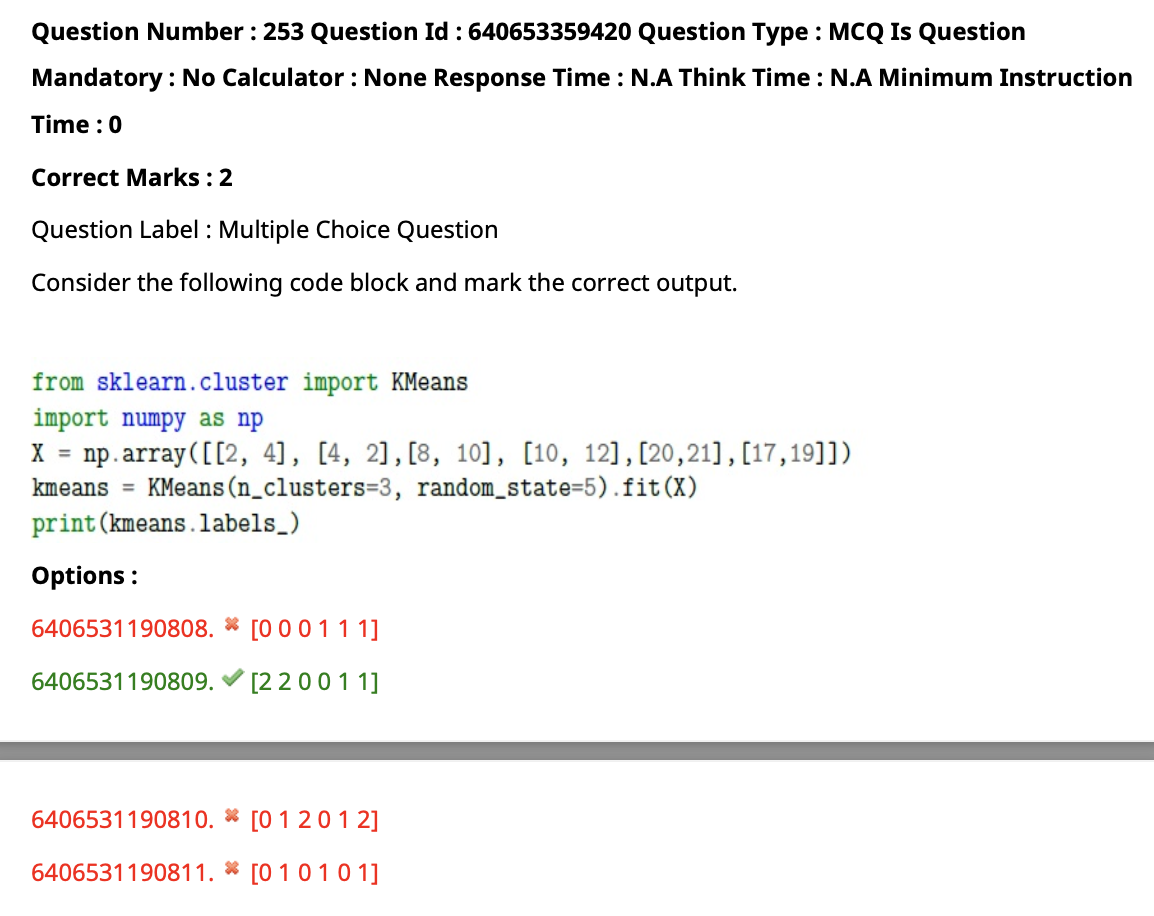 Question Number : 253 Question Id : 640653359420 Question Type : MCQ Is Question
Mandatory : No Calculator : None Response Time : N.A Think Time : N.A Minimum Instruction
Time : 0
Correct Marks : 2
Question Label : Multiple Choice Question
Consider the following code block and mark the correct output.
from sklearn.cluster import KMeans
import numpy as np
X = np.array([[2, 4], [4, 2],[8, 10], [10, 12],[20,21],[17,19]])
kmeans = KMeans(n_clusters=3, random_state=5).fit(X)
print(kmeans.labels_)
Options :
6406531190808. ✖ [0 0 0 1 1 1]
6406531190809. ✔ [2 2 0 0 1 1]
6406531190810. ✖ [0 1 2 0 1 2]
6406531190811. ✖ [0 1 0 1 0 1]